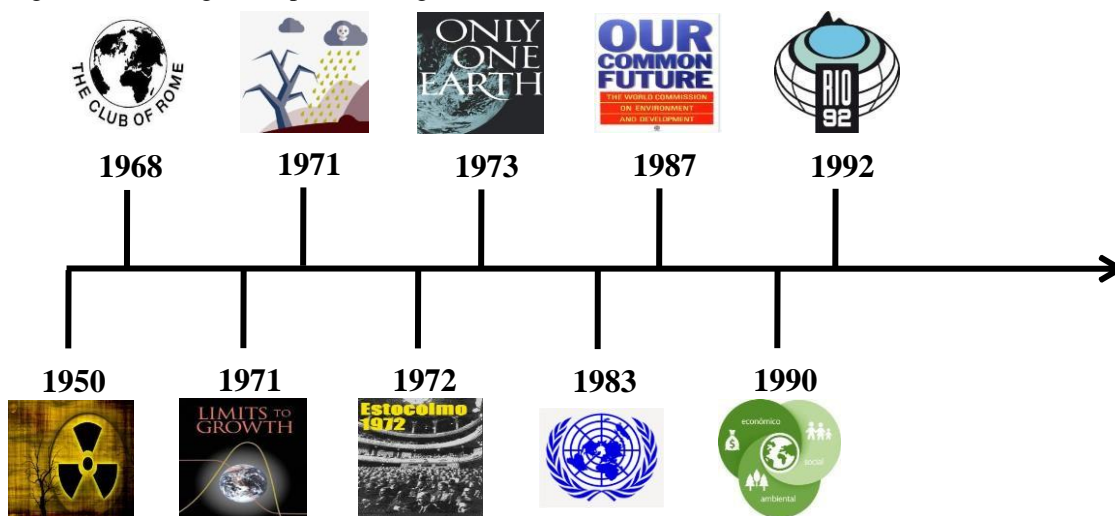 THE CLUB OF ROME
ONLY
ONE
EARTH
OUR
COMMON
FUTURE
THE WORLD COMMISSION
ON ENVIRONMENT
AND DEVELOPMENT
RIO
92
1968 1971 1973 1987 1992
1950 1971 1972 1983 1990
LIMITS TO
GROWTH
Estocolmo
1972
económico
$
social
ambiental